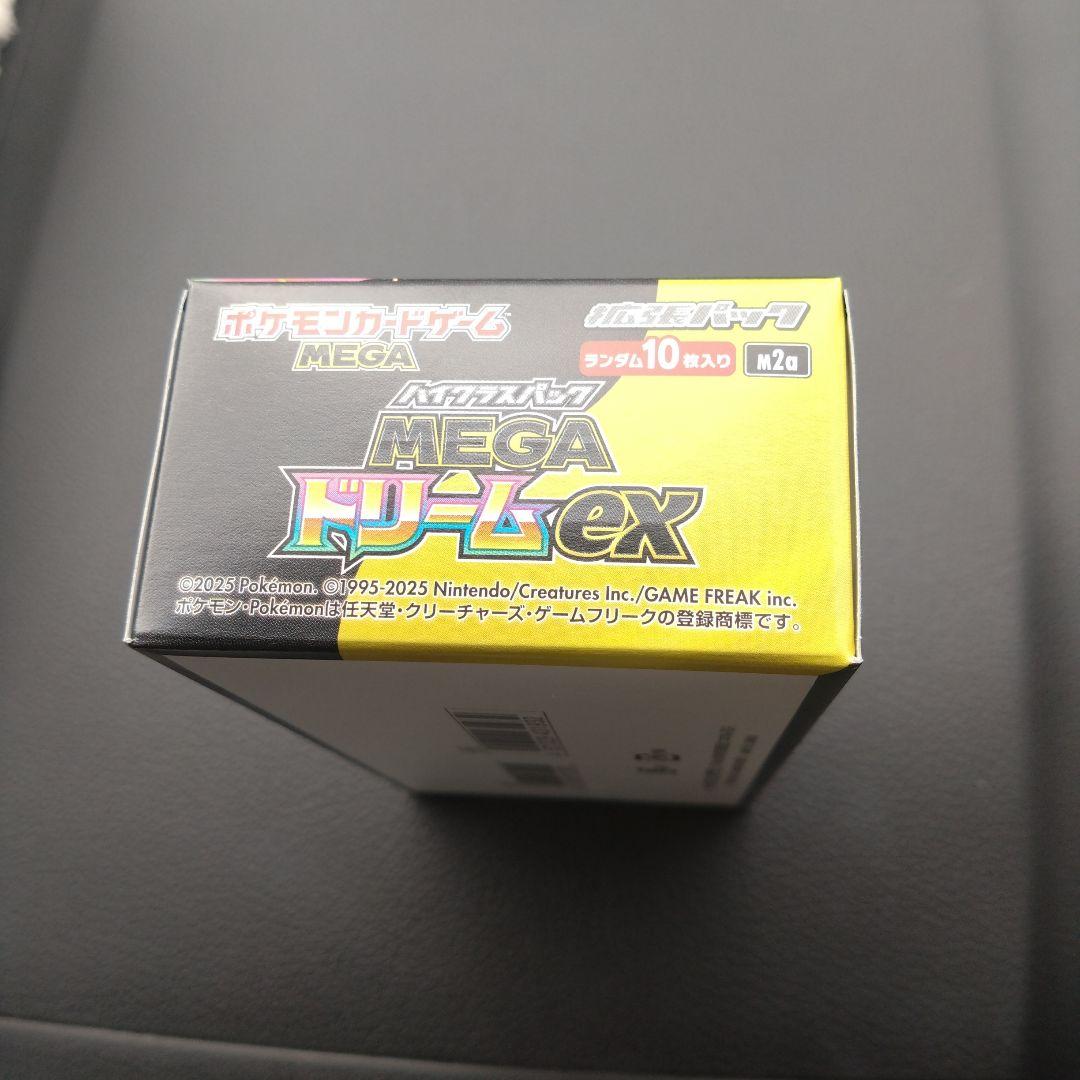 ポケモンカードゲーム
MEGA
拡張パック
ランダム10枚入り M2a
ハイクラスパック
MEGA
ドリームex
©2025 Pokémon. ©1995-2025 Nintendo/Creatures Inc./GAME FREAK inc.
ポケモン・Pokémonは任天堂・クリーチャーズ・ゲームフリークの登録商標です。